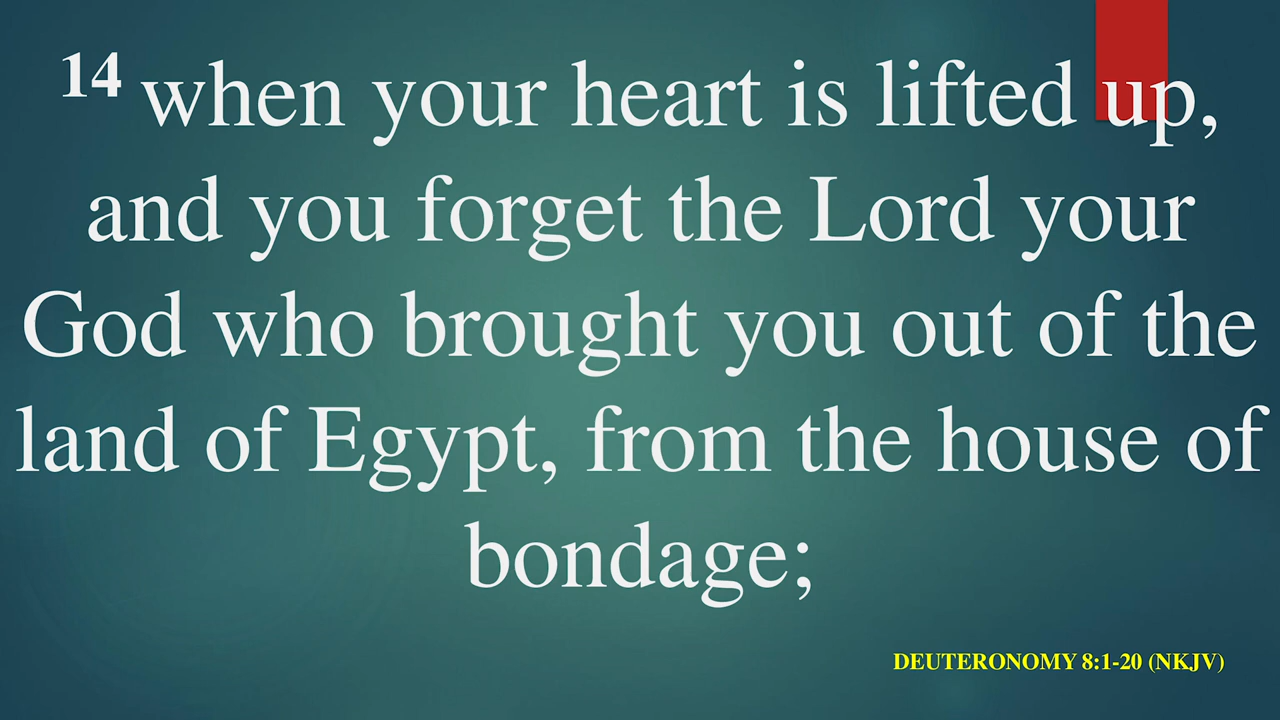 14 when your heart is lifted up,
and you forget the Lord your
God who brought you out of the
land of Egypt, from the house of
bondage;
DEUTERONOMY 8:1-20 (NKJV)